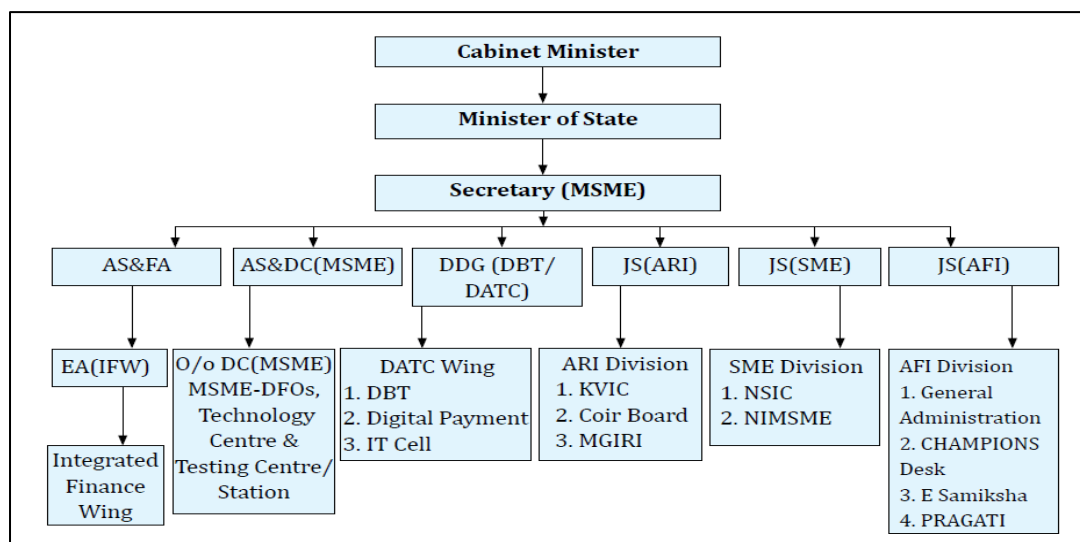 Cabinet Minister
Minister of State
Secretary (MSME)
AS&FA
AS&DC(MSME)
DDG (DBT/
DATC)
JS(ARI)
JS(SME)
JS(AFI)
EA(IFW)
Integrated
Finance
Wing
O/o DC(MSME)
MSME-DFOs,
Technology
Centre &
Testing Centre/
Station
DATC Wing
1. DBT
2. Digital Payment
3. IT Cell
ARI Division
1. KVIC
2. Coir Board
3. MGIRI
SME Division
1. NSIC
2. NIMSME
AFI Division
1. General
Administration
2. CHAMPIONS
Desk
3. E Samiksha
4. PRAGATI